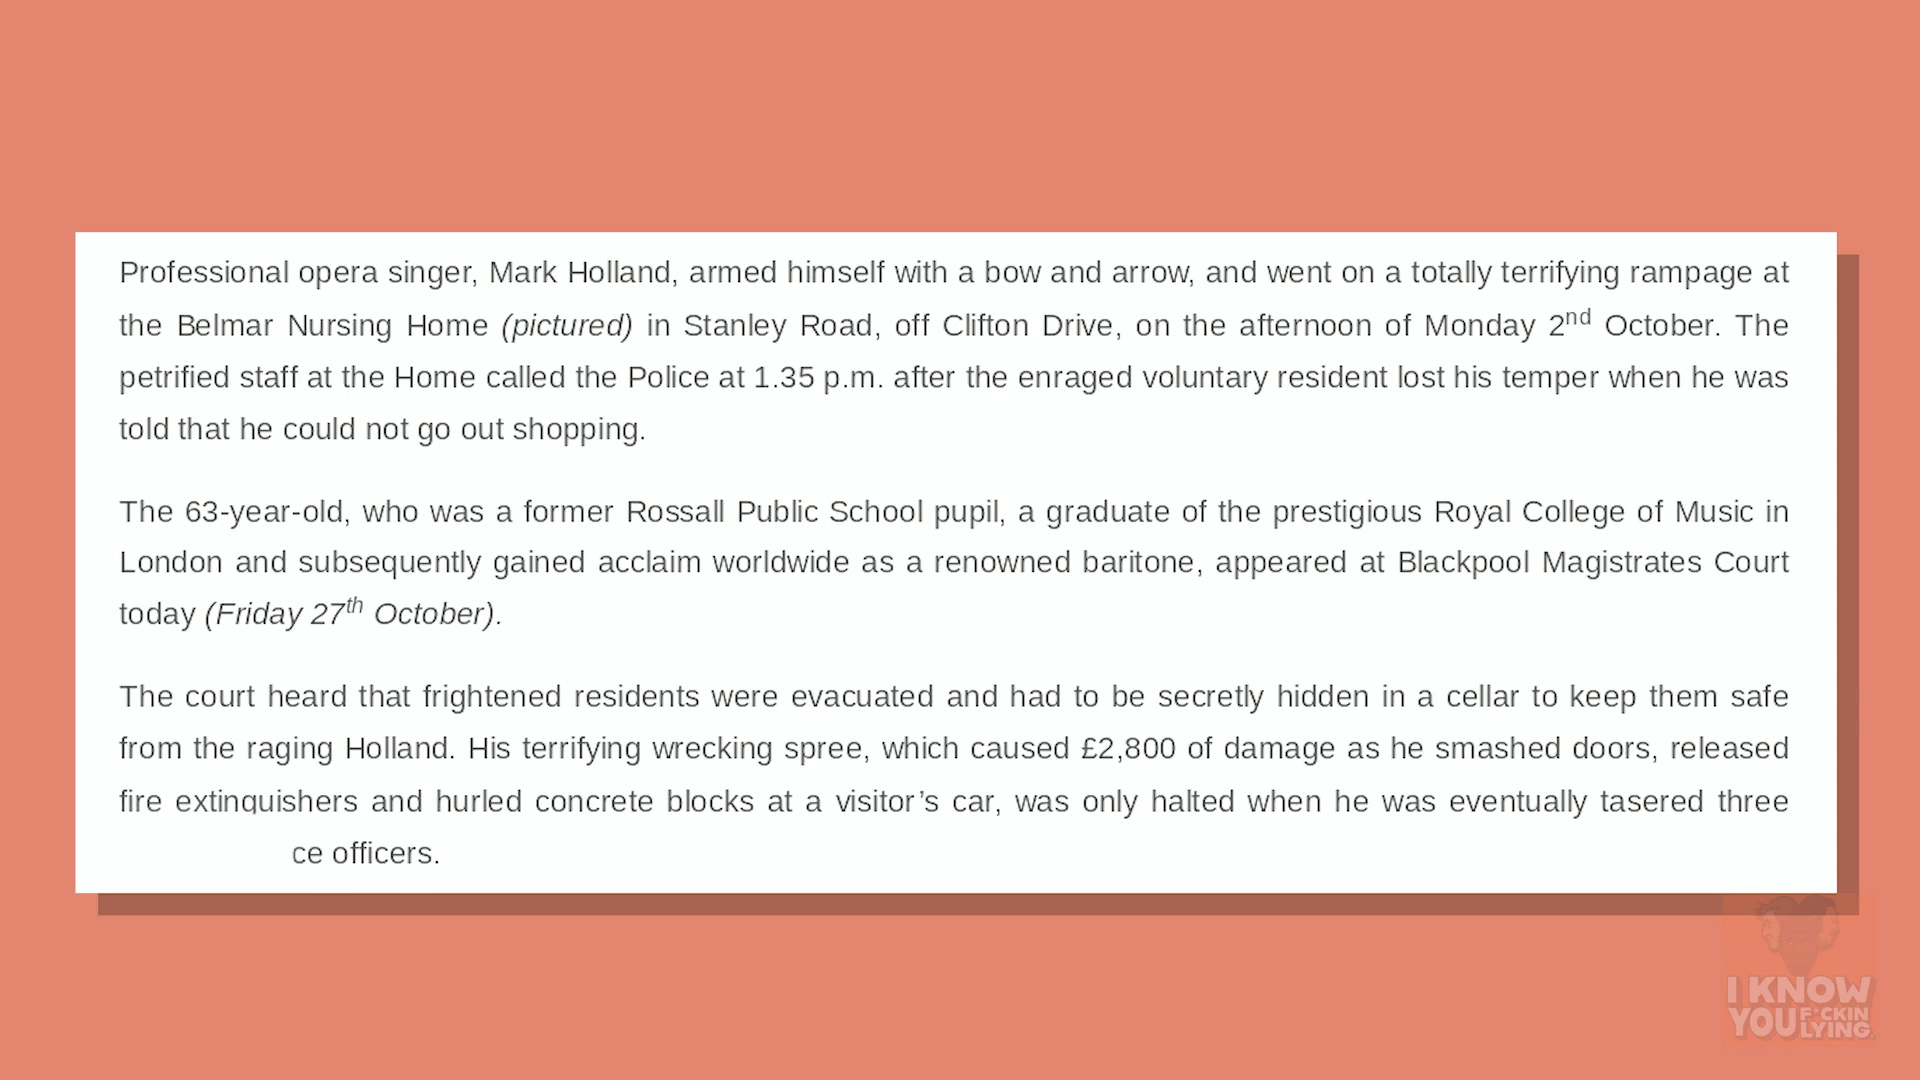 Professional opera singer, Mark Holland, armed himself with a bow and arrow, and went on a totally terrifying rampage at
the Belmar Nursing Home (pictured) in Stanley Road, off Clifton Drive, on the afternoon of Monday 2nd October. The
petrified staff at the Home called the Police at 1.35 p.m. after the enraged voluntary resident lost his temper when he was
told that he could not go out shopping.
The 63-year-old, who was a former Rossall Public School pupil, a graduate of the prestigious Royal College of Music in
London and subsequently gained acclaim worldwide as a renowned baritone, appeared at Blackpool Magistrates Court
today (Friday 27th October).
The court heard that frightened residents were evacuated and had to be secretly hidden in a cellar to keep them safe
from the raging Holland. His terrifying wrecking spree, which caused £2,800 of damage as he smashed doors, released
fire extinguishers and hurled concrete blocks at a visitor’s car, was only halted when he was eventually tasered three
ce officers.
I KNOW
YOU F*CKIN
LYING.